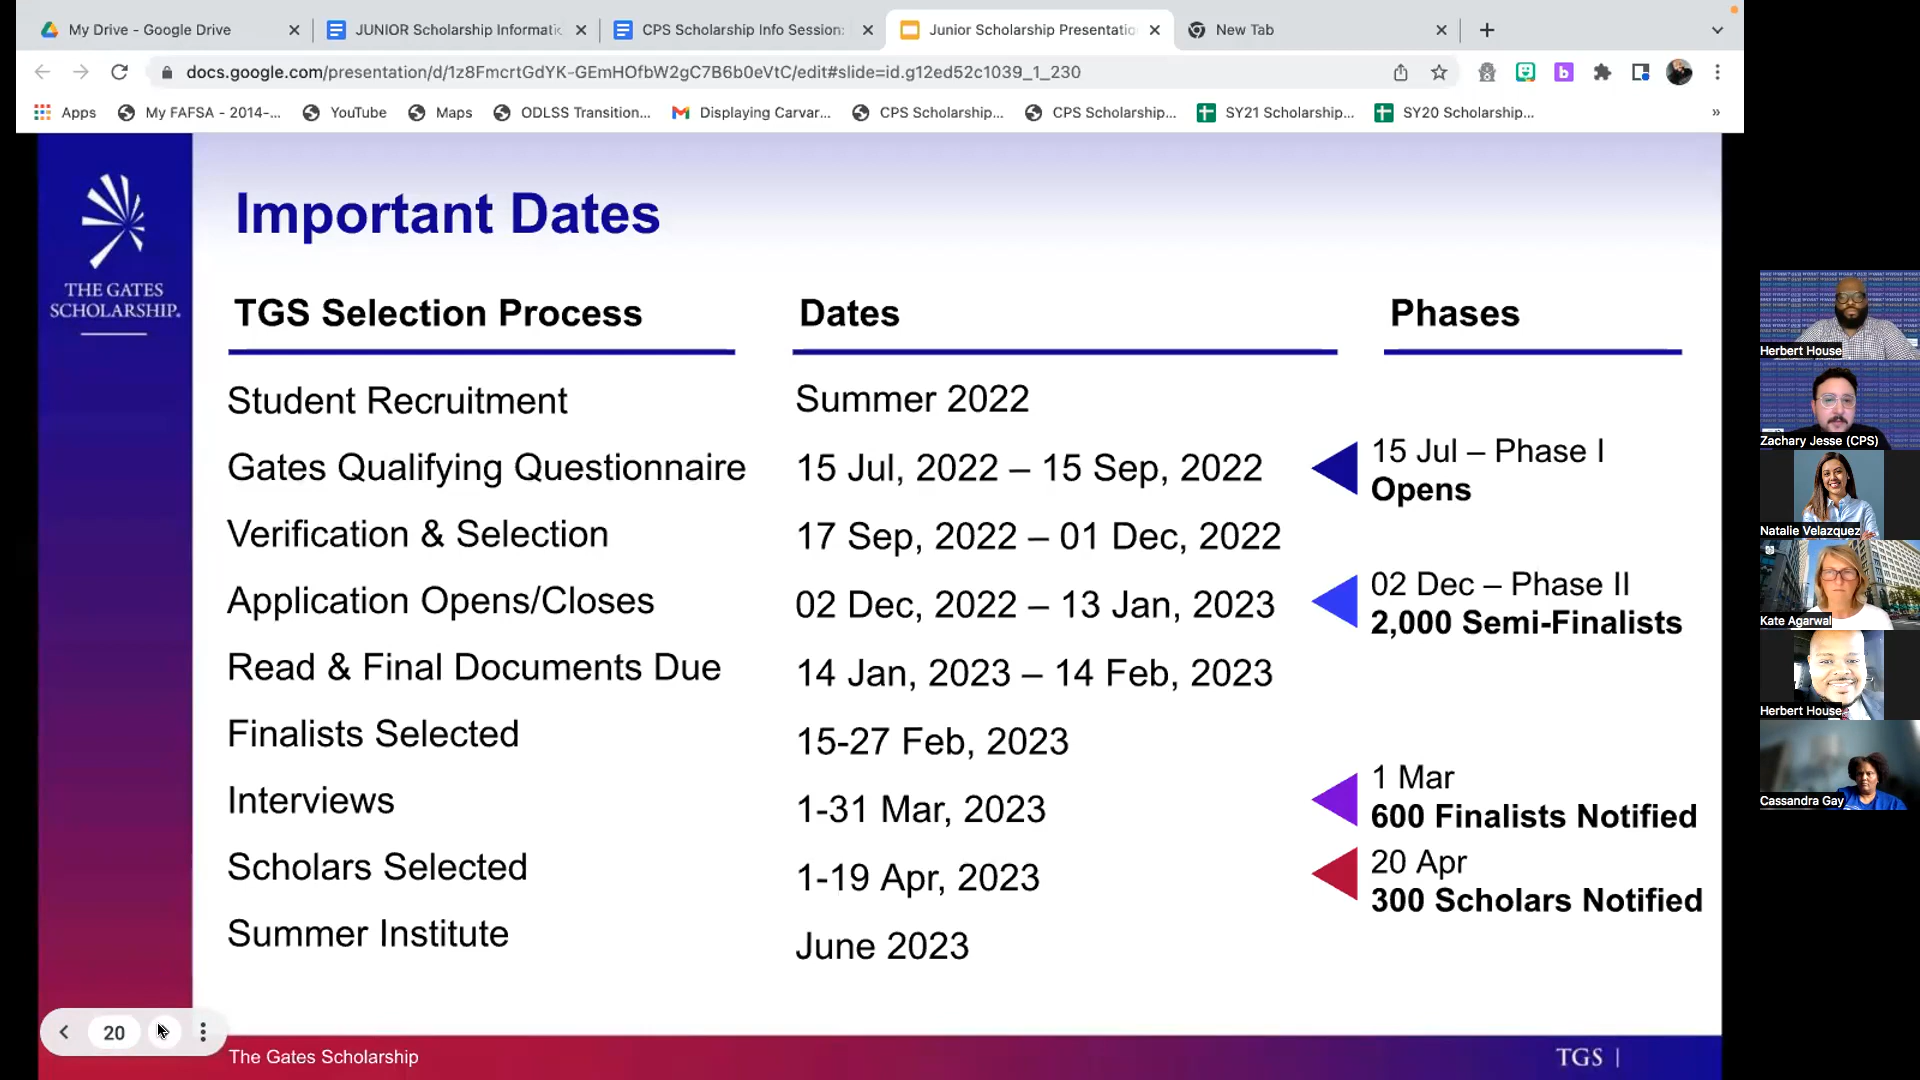 My Drive - Google Drive
JUNIOR Scholarship Informati
CPS Scholarship Info Session:
Junior Scholarship Presentatio
New Tab
docs.google.com/presentation/d/1z8FmcrtGdYK-GEmHOfbW2gC7B6b0eVtC/edit#slide=id.g12ed52c1039_1_230
Apps
My FAFSA - 2014-...
YouTube
Maps
ODLSS Transition...
Displaying Carvar...
CPS Scholarship...
CPS Scholarship...
SY21 Scholarship...
SY20 Scholarship...
»
THE GATES
SCHOLARSHIP.
Important Dates
TGS Selection Process Dates Phases
Student Recruitment Summer 2022
Gates Qualifying Questionnaire 15 Jul, 2022 – 15 Sep, 2022
15 Jul – Phase I
Opens
Verification & Selection 17 Sep, 2022 – 01 Dec, 2022
Application Opens/Closes 02 Dec, 2022 – 13 Jan, 2023
02 Dec – Phase II
2,000 Semi-Finalists
Read & Final Documents Due 14 Jan, 2023 – 14 Feb, 2023
Finalists Selected 15-27 Feb, 2023
Interviews 1-31 Mar, 2023
1 Mar
600 Finalists Notified
Scholars Selected 1-19 Apr, 2023
20 Apr
300 Scholars Notified
Summer Institute June 2023
20
The Gates Scholarship
TGS |
Herbert House
Zachary Jesse (CPS)
Natalie Velazquez
Kate Agarwal
Herbert House
Cassandra Gay